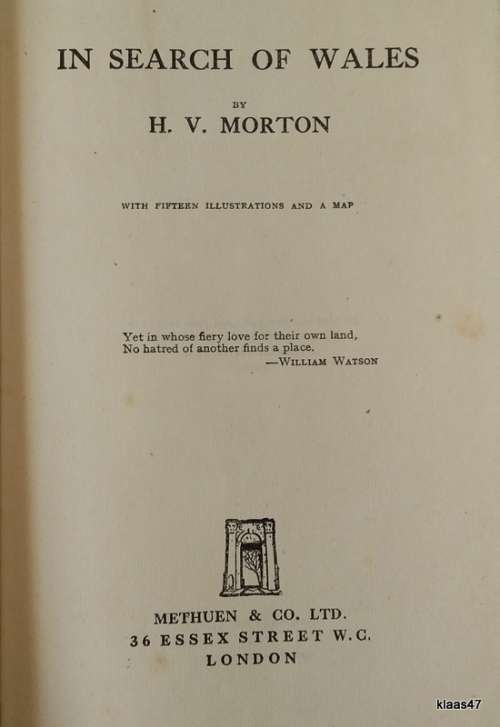 IN SEARCH OF WALES
BY
H. V. MORTON
WITH FIFTEEN ILLUSTRATIONS AND A MAP
Yet in whose fiery love for their own land,
No hatred of another finds a place.
—WILLIAM WATSON
METHUEN & CO. LTD.
36 ESSEX STREET W.C.
LONDON
klaas47